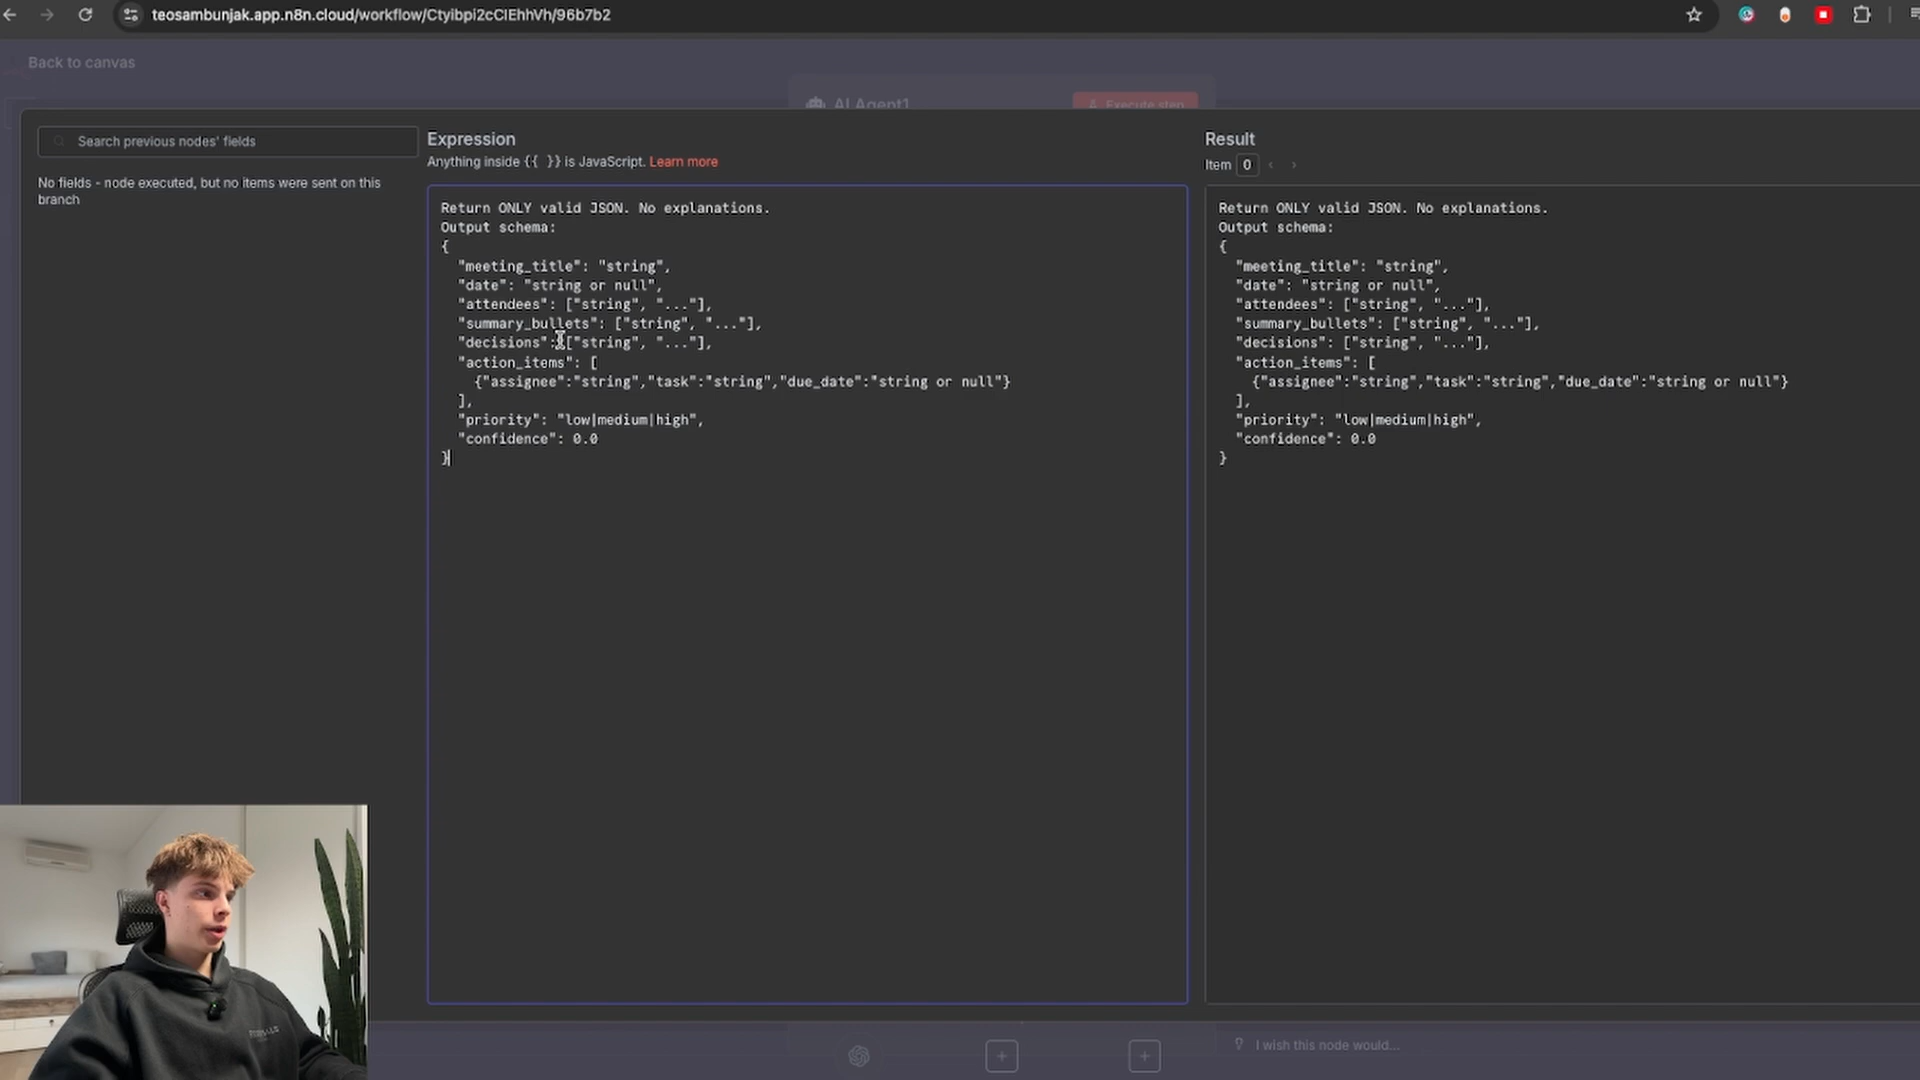 teosambunjak.app.n8n.cloud/workflow/Ctyibpi2cCIEhhVh/96b7b2
Back to canvas
AI Agent1
Execute step
Search previous nodes' fields
No fields - node executed, but no items were sent on this
branch
Expression
Anything inside {{ }} is JavaScript. Learn more
Return ONLY valid JSON. No explanations.
Output schema:
{
  "meeting_title": "string",
  "date": "string or null",
  "attendees": ["string", "..."],
  "summary_bullets": ["string", "..."],
  "decisions": ["string", "..."],
  "action_items": [
    {"assignee":"string","task":"string","due_date":"string or null"}
  ],
  "priority": "low|medium|high",
  "confidence": 0.0
}
Result
Item 0
Return ONLY valid JSON. No explanations.
Output schema:
{
  "meeting_title": "string",
  "date": "string or null",
  "attendees": ["string", "..."],
  "summary_bullets": ["string", "..."],
  "decisions": ["string", "..."],
  "action_items": [
    {"assignee":"string","task":"string","due_date":"string or null"}
  ],
  "priority": "low|medium|high",
  "confidence": 0.0
}
I wish this node would...